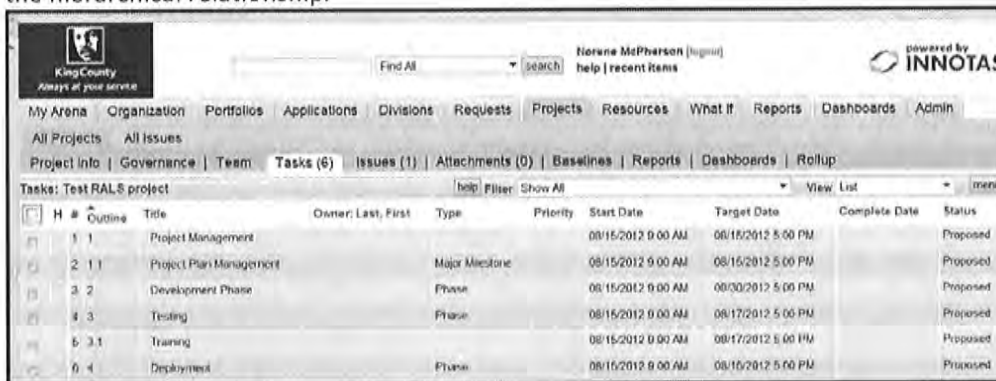 the hierarchical relationship.
King County
Always at your service
Find All search
Norene McPherson [logout]
help | recent items
powered by
INNOTAS
My Arena Organization Portfolios Applications Divisions Requests Projects Resources What If Reports Dashboards Admin
All Projects All Issues
Project Info | Governance | Team Tasks (6) Issues (1) | Attachments (0) | Baselines | Reports | Dashboards | Rollup
Tasks: Test RALS project help Filter Show All View List men
H # Outline Title Owner: Last, First Type Priority Start Date Target Date Complete Date Status
1 1 Project Management 08/15/2012 9:00 AM 08/15/2012 5:00 PM Proposed
2 1.1 Project Plan Management Major Milestone 08/15/2012 9:00 AM 08/15/2012 5:00 PM Proposed
3 2 Development Phase Phase 08/15/2012 9:00 AM 08/30/2012 5:00 PM Proposed
4 3 Testing Phase 08/15/2012 9:00 AM 08/17/2012 5:00 PM Proposed
5 3.1 Training 08/15/2012 9:00 AM 08/17/2012 5:00 PM Proposed
6 4 Deployment Phase 08/15/2012 9:00 AM 08/15/2012 5:00 PM Proposed